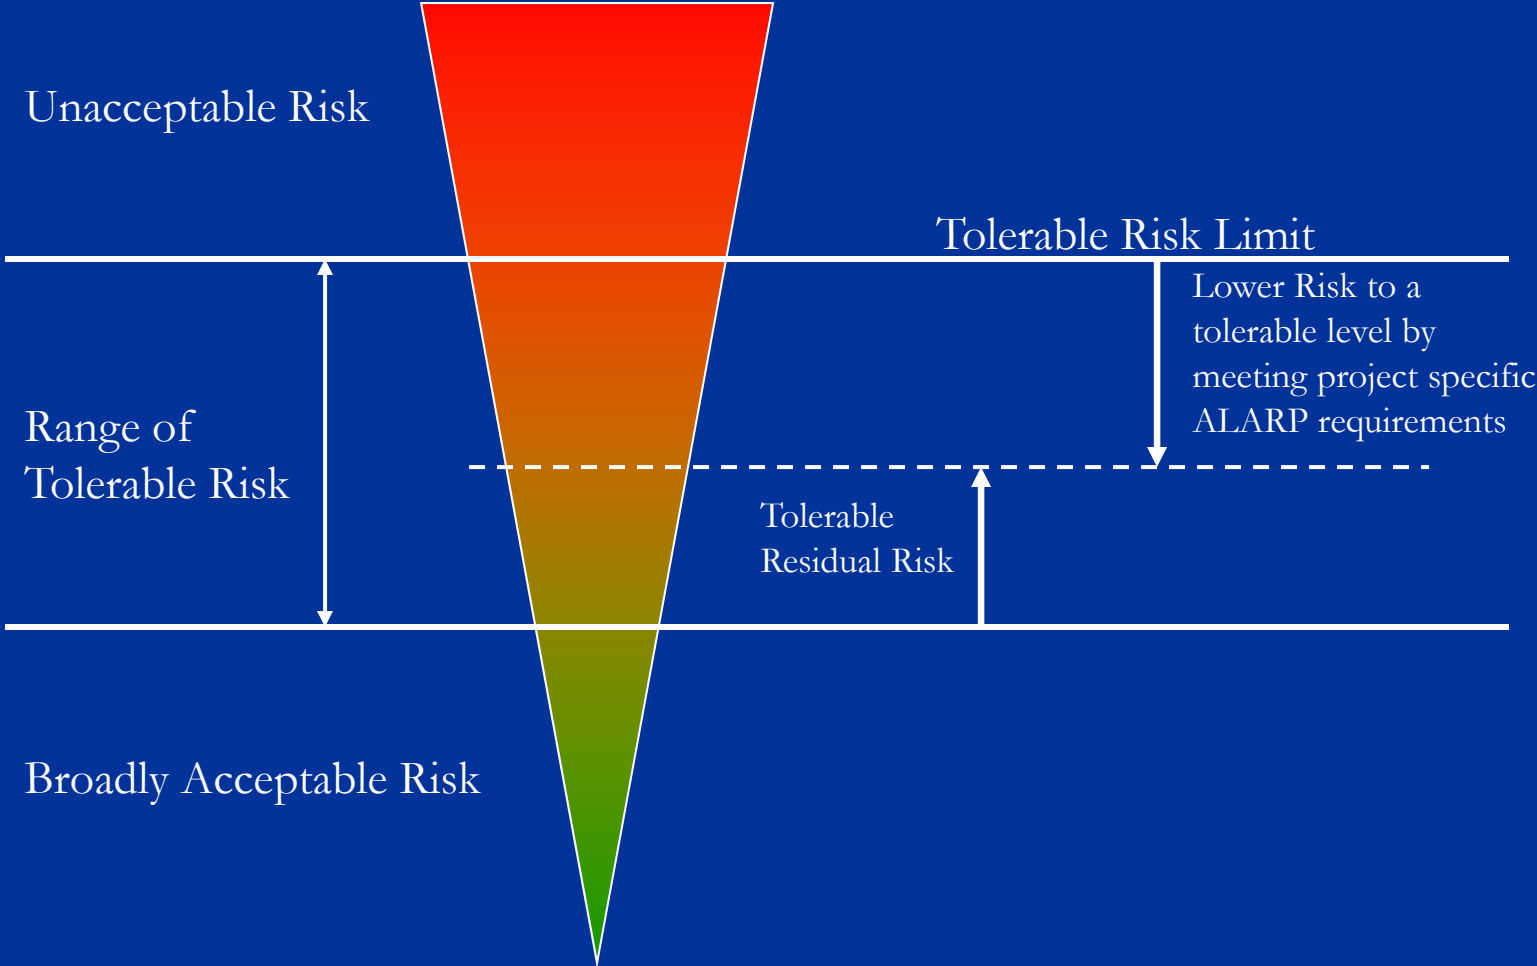 Unacceptable Risk
Tolerable Risk Limit
Lower Risk to a
tolerable level by
meeting project specific
ALARP requirements
Range of
Tolerable Risk
Tolerable
Residual Risk
Broadly Acceptable Risk